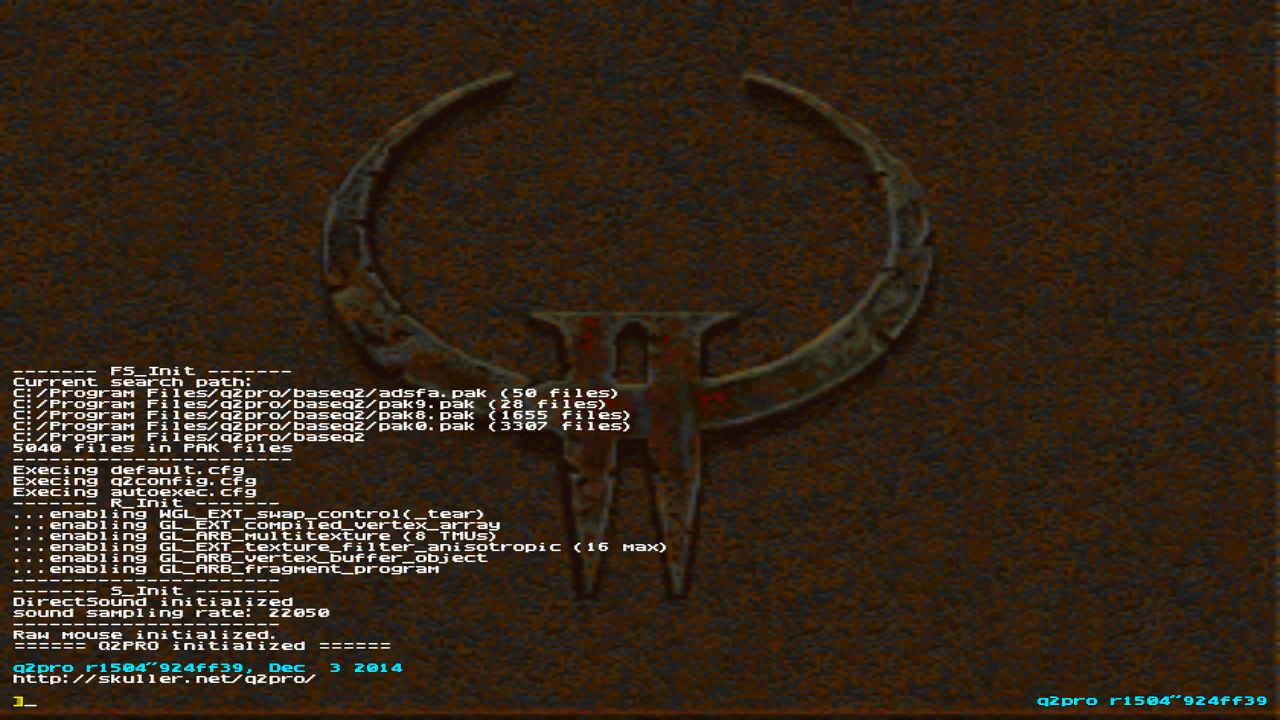 ------- FS_Init -------
Current search path:
C:/Program Files/q2pro/baseq2/adsfa.pak (50 files)
C:/Program Files/q2pro/baseq2/pak9.pak (28 files)
C:/Program Files/q2pro/baseq2/pak8.pak (1655 files)
C:/Program Files/q2pro/baseq2/pak0.pak (3307 files)
C:/Program Files/q2pro/baseq2
5040 files in PAK files
-----------------------
Execing default.cfg
Execing q2config.cfg
Execing autoexec.cfg
------- R_Init -------
...enabling WGL_EXT_swap_control(_tear)
...enabling GL_EXT_compiled_vertex_array
...enabling GL_ARB_multitexture (8 TMUs)
...enabling GL_EXT_texture_filter_anisotropic (16 max)
...enabling GL_ARB_vertex_buffer_object
...enabling GL_ARB_fragment_program
----------------------
------- S_Init -------
DirectSound initialized
sound sampling rate: 22050
----------------------
Raw mouse initialized.
====== Q2PRO initialized ======
q2pro r1504~924ff39, Dec  3 2014
http://skuller.net/q2pro/
]_
q2pro r1504~924ff39